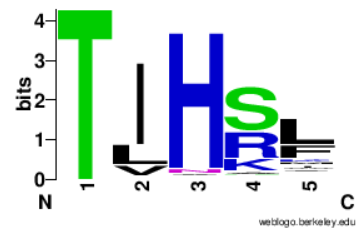 4
3
2
1
0
bits
T I H S L
L R E
V N K F
1 2 3 4 5
N C
weblogo.berkeley.edu